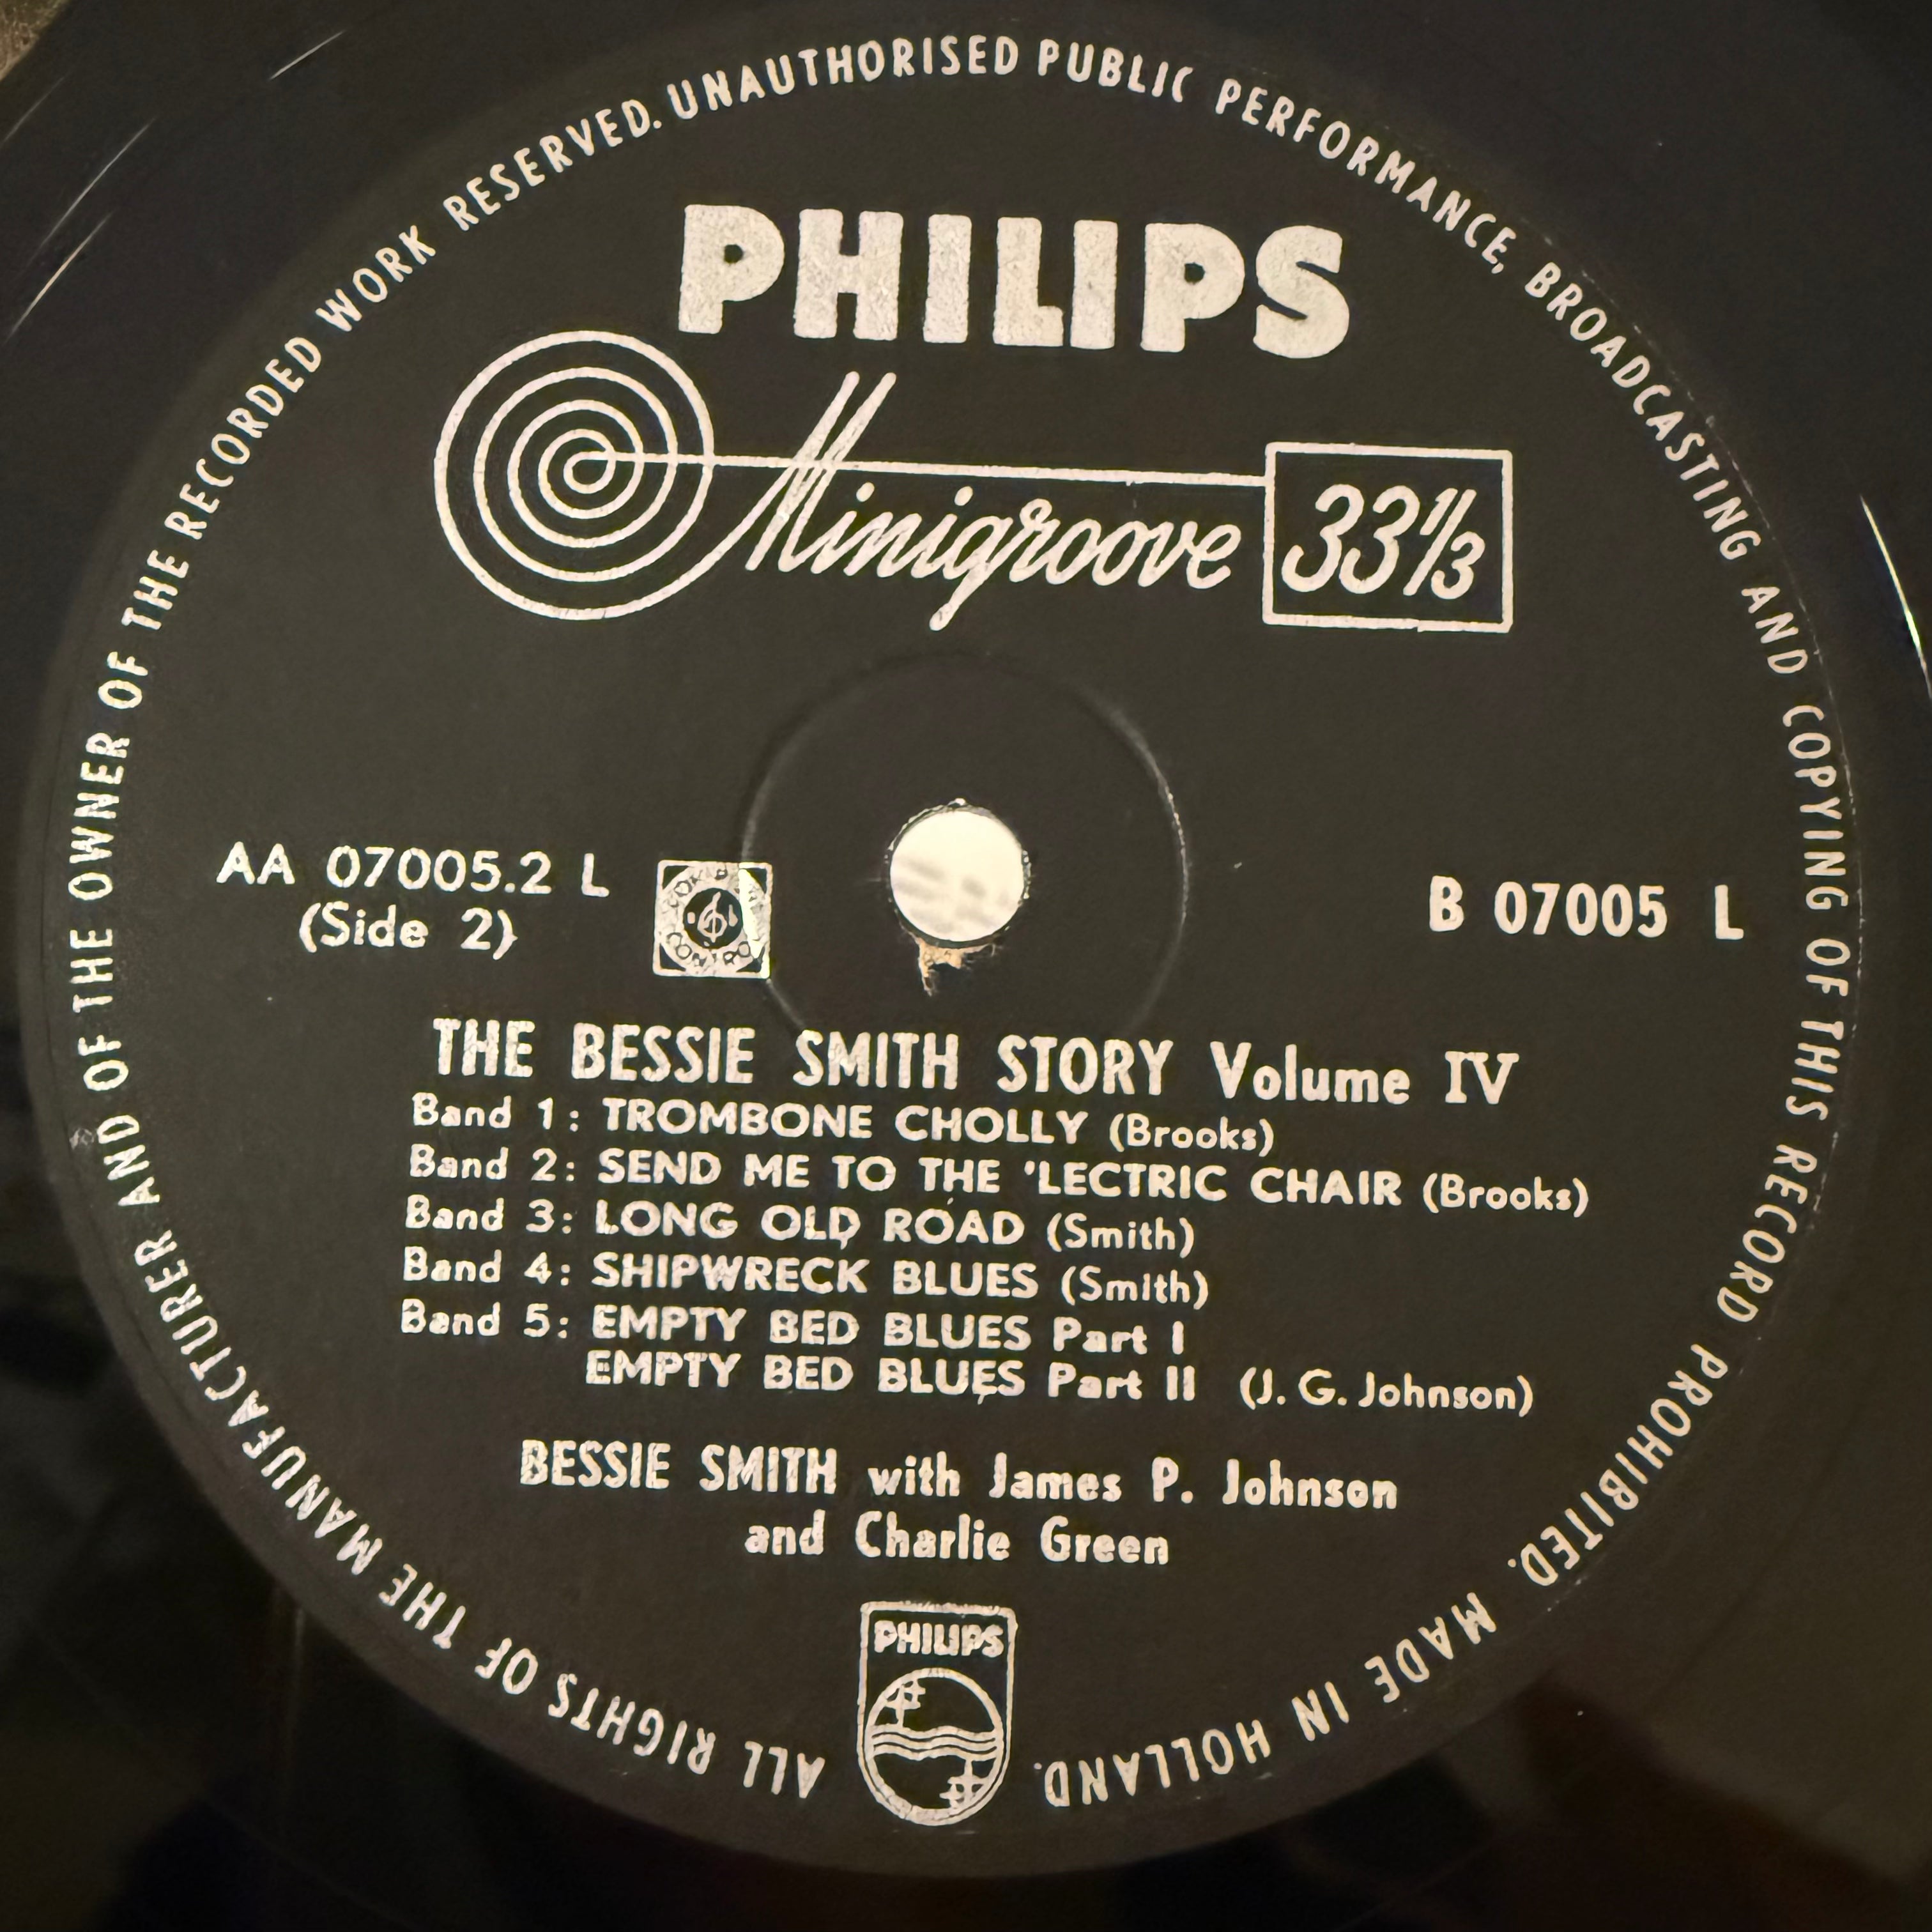 ALL RIGHTS OF THE MANUFACTURER AND OF THE OWNER OF THE RECORDED WORK RESERVED. UNAUTHORISED PUBLIC PERFORMANCE, BROADCASTING AND COPYING OF THIS RECORD PROHIBITED. MADE IN HOLLAND.
PHILIPS
Minigroove 33⅓
AA 07005.2 L
(Side 2)
B 07005 L
THE BESSIE SMITH STORY Volume IV
Band 1: TROMBONE CHOLLY (Brooks)
Band 2: SEND ME TO THE 'LECTRIC CHAIR (Brooks)
Band 3: LONG OLD ROAD (Smith)
Band 4: SHIPWRECK BLUES (Smith)
Band 5: EMPTY BED BLUES Part I
EMPTY BED BLUES Part II (J. G. Johnson)
BESSIE SMITH with James P. Johnson
and Charlie Green
PHILIPS